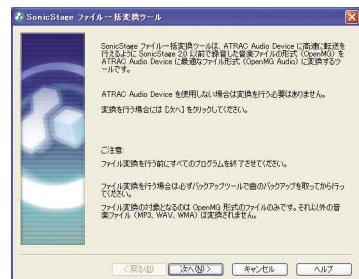 SonicStage ファイル一括変換ツール
SonicStage ファイル一括変換ツールは、ATRAC Audio Device に高速に転送を
行えるように SonicStage 2.0 以前で録音した音楽ファイルの形式 (OpenMG) を
ATRAC Audio Device に最適なファイル形式 (OpenMG Audio) に変換するツ
ールです。
ATRAC Audio Device を使用しない場合は変換を行う必要はありません。
変換を行う場合には [次へ] をクリックしてください。
ご注意:
ファイル変換を行う前にすべてのプログラムを終了させてください。
ファイル変換を行う場合は必ずバックアップツールで曲のバックアップを取ってから行っ
てください。
ファイル変換の対象となるのは OpenMG 形式のファイルのみです。それ以外の音
楽ファイル (MP3、WAV、WMA) は変換されません。
< 戻る(B) 次へ(N) > キャンセル ヘルプ